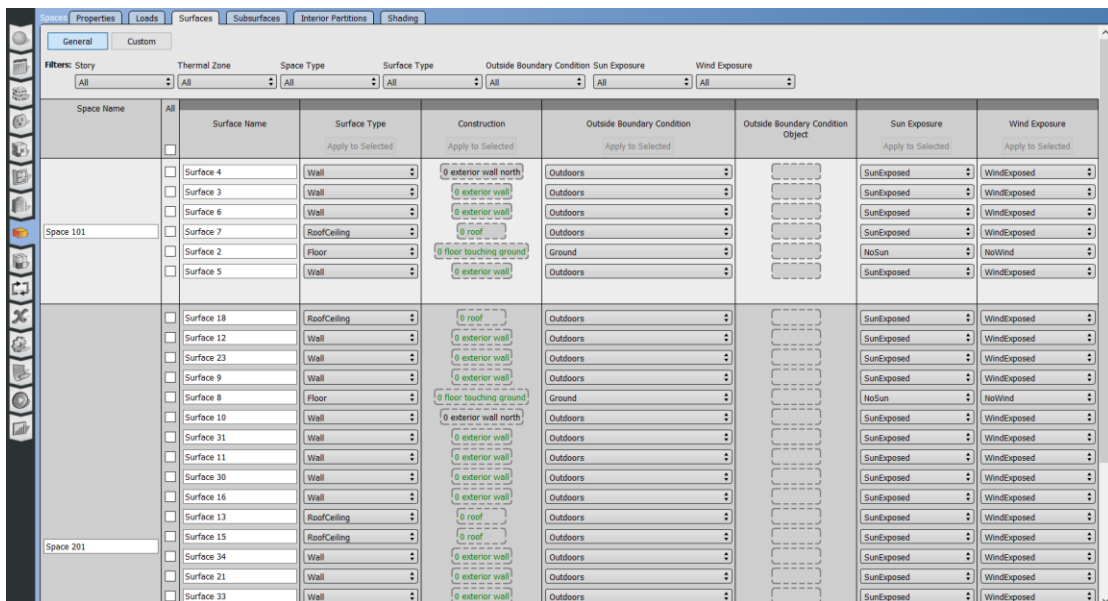 Spaces Properties Loads Surfaces Subsurfaces Interior Partitions Shading
General Custom
Filters: Story Thermal Zone Space Type Surface Type Outside Boundary Condition Sun Exposure Wind Exposure
All All All All All All All
Space Name All Surface Name Surface Type Construction Outside Boundary Condition Outside Boundary Condition Object Sun Exposure Wind Exposure
Apply to Selected Apply to Selected Apply to Selected Apply to Selected Apply to Selected
Surface 4 Wall 0 exterior wall north Outdoors SunExposed WindExposed
Surface 3 Wall 0 exterior wall Outdoors SunExposed WindExposed
Surface 6 Wall 0 exterior wall Outdoors SunExposed WindExposed
Space 101 Surface 7 RoofCeiling 0 roof Outdoors SunExposed WindExposed
Surface 2 Floor 0 floor touching ground Ground NoSun NoWind
Surface 5 Wall 0 exterior wall Outdoors SunExposed WindExposed
Surface 18 RoofCeiling 0 roof Outdoors SunExposed WindExposed
Surface 12 Wall 0 exterior wall Outdoors SunExposed WindExposed
Surface 23 Wall 0 exterior wall Outdoors SunExposed WindExposed
Surface 9 Wall 0 exterior wall Outdoors SunExposed WindExposed
Surface 8 Floor 0 floor touching ground Ground NoSun NoWind
Surface 10 Wall 0 exterior wall north Outdoors SunExposed WindExposed
Surface 31 Wall 0 exterior wall Outdoors SunExposed WindExposed
Surface 11 Wall 0 exterior wall Outdoors SunExposed WindExposed
Surface 30 Wall 0 exterior wall Outdoors SunExposed WindExposed
Surface 16 Wall 0 exterior wall Outdoors SunExposed WindExposed
Surface 13 RoofCeiling 0 roof Outdoors SunExposed WindExposed
Surface 15 RoofCeiling 0 roof Outdoors SunExposed WindExposed
Space 201
Surface 34 Wall 0 exterior wall Outdoors SunExposed WindExposed
Surface 21 Wall 0 exterior wall Outdoors SunExposed WindExposed
Surface 33 Wall 0 exterior wall Outdoors SunExposed WindExposed